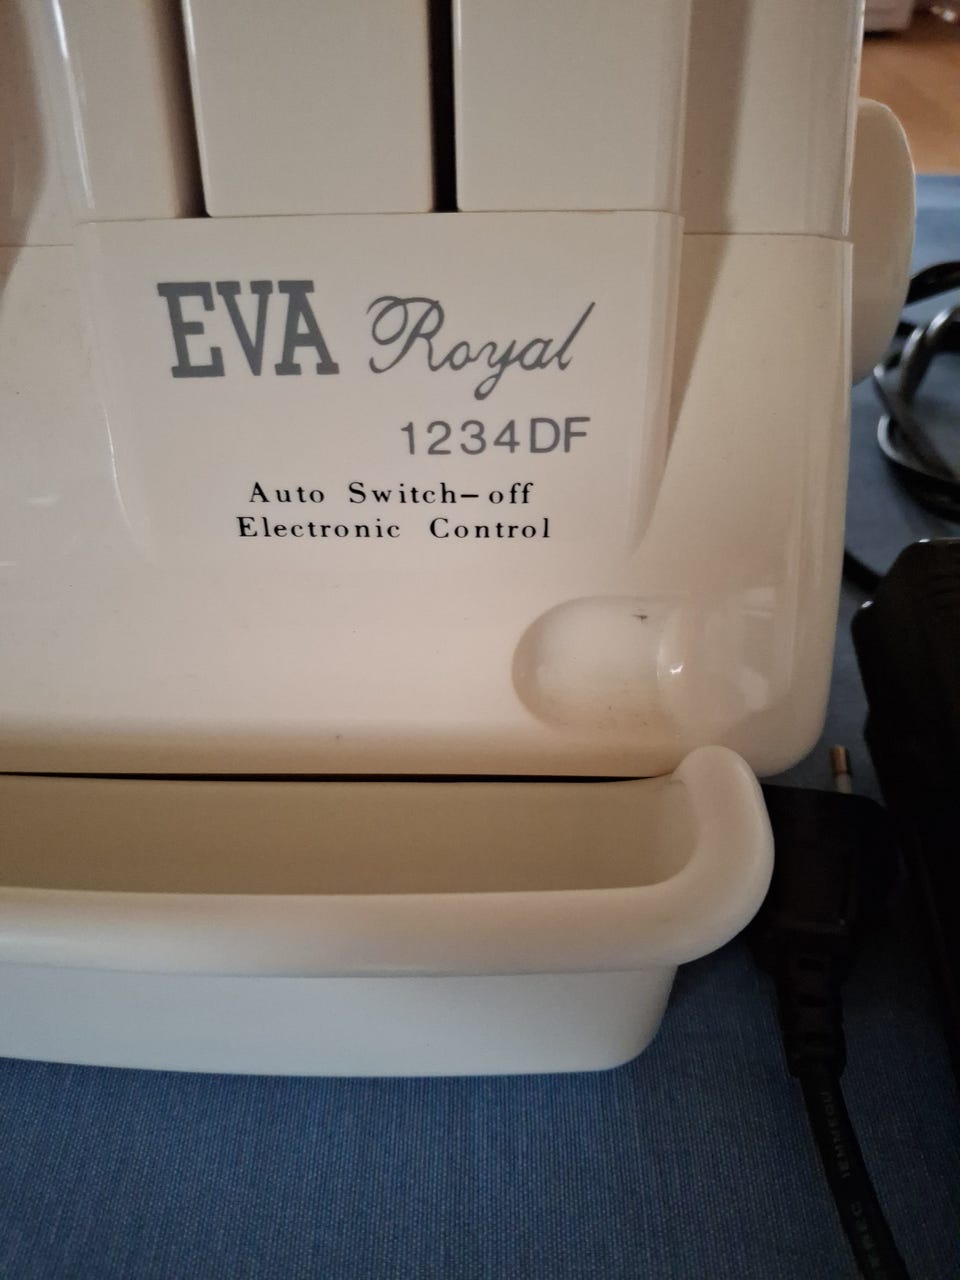 EVA Royal
1234DF
Auto Switch-off
Electronic Control